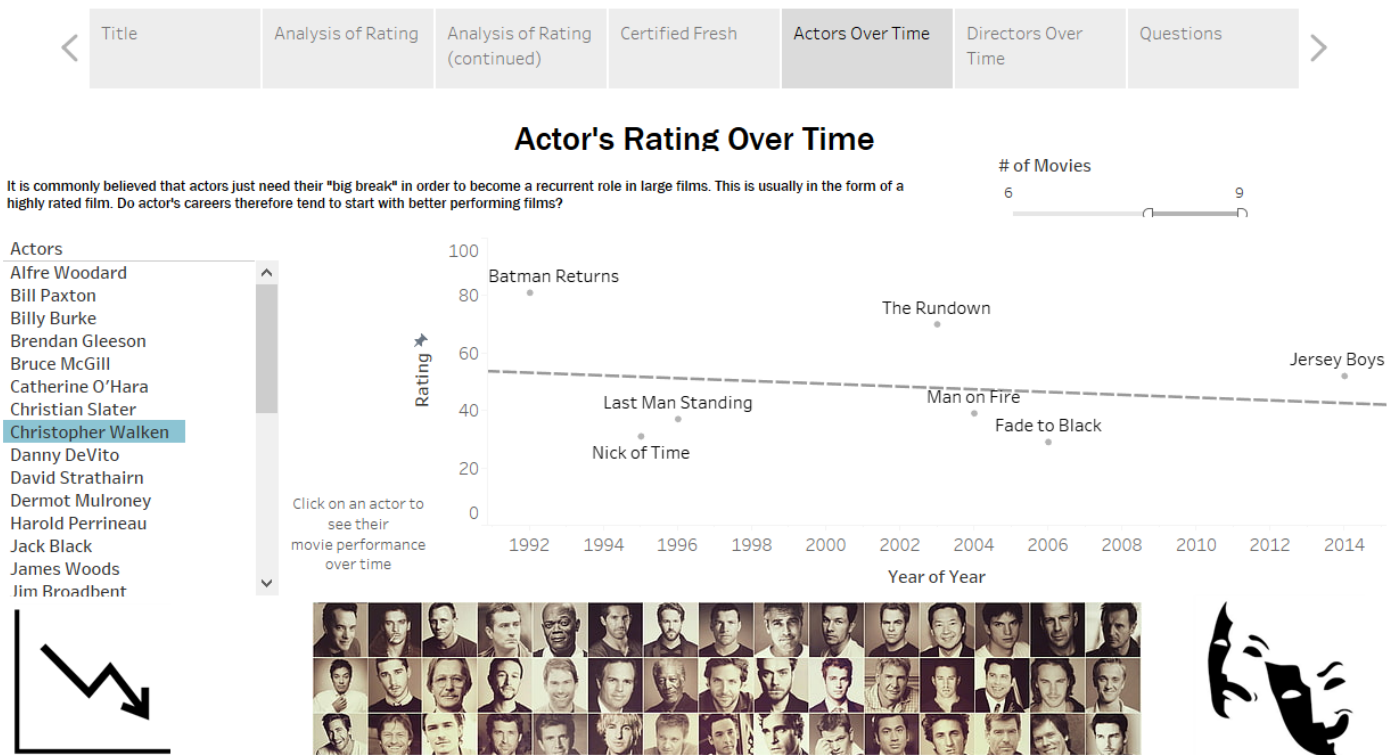 Title
Analysis of Rating
Analysis of Rating
(continued)
Certified Fresh
Actors Over Time
Directors Over
Time
Questions
Actor's Rating Over Time
# of Movies
6
9
It is commonly believed that actors just need their "big break" in order to become a recurrent role in large films. This is usually in the form of a
highly rated film. Do actor's careers therefore tend to start with better performing films?
Actors
Alfre Woodard
Bill Paxton
Billy Burke
Brendan Gleeson
Bruce McGill
Catherine O'Hara
Christian Slater
Christopher Walken
Danny DeVito
David Strathairn
Dermot Mulroney
Harold Perrineau
Jack Black
James Woods
Jim Broadbent
Click on an actor to
see their
movie performance
over time
Rating
100
80
60
40
20
0
Batman Returns
The Rundown
Jersey Boys
Last Man Standing
Man on Fire
Fade to Black
Nick of Time
1992
1994
1996
1998
2000
2002
2004
2006
2008
2010
2012
2014
Year of Year